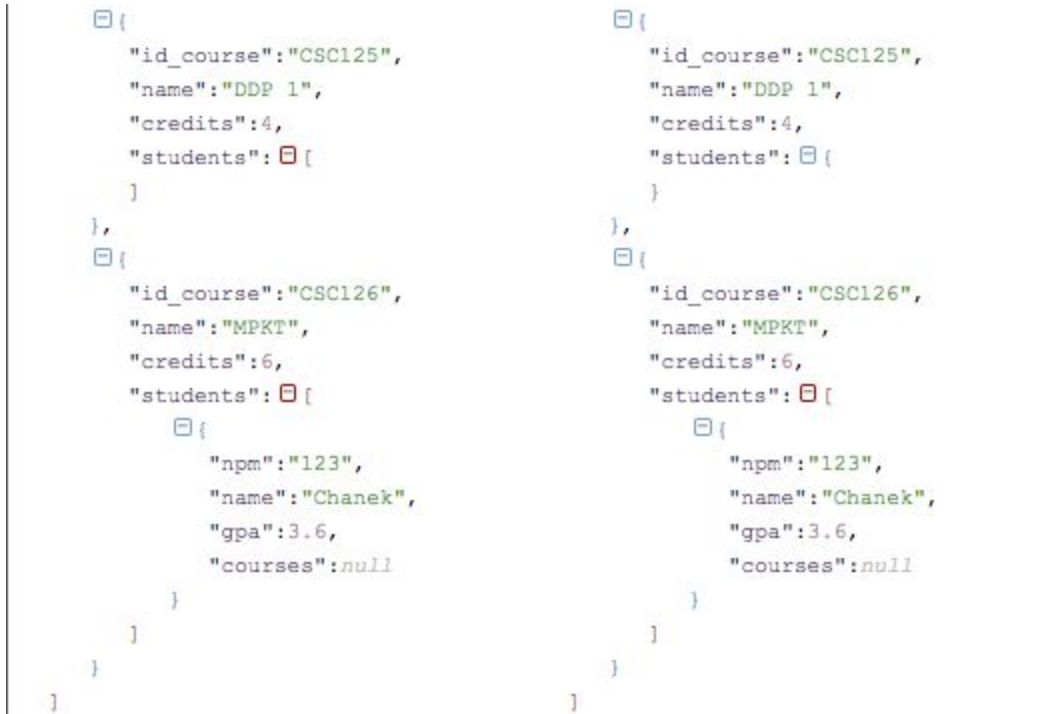 {
"id_course":"CSC125",
"name":"DDP 1",
"credits":4,
"students": [
]
},
{
"id_course":"CSC126",
"name":"MPKT",
"credits":6,
"students": [
{
"npm":"123",
"name":"Chanek",
"gpa":3.6,
"courses":null
}
]
}
]
{
"id_course":"CSC125",
"name":"DDP 1",
"credits":4,
"students": {
}
},
{
"id_course":"CSC126",
"name":"MPKT",
"credits":6,
"students": [
{
"npm":"123",
"name":"Chanek",
"gpa":3.6,
"courses":null
}
]
}
]